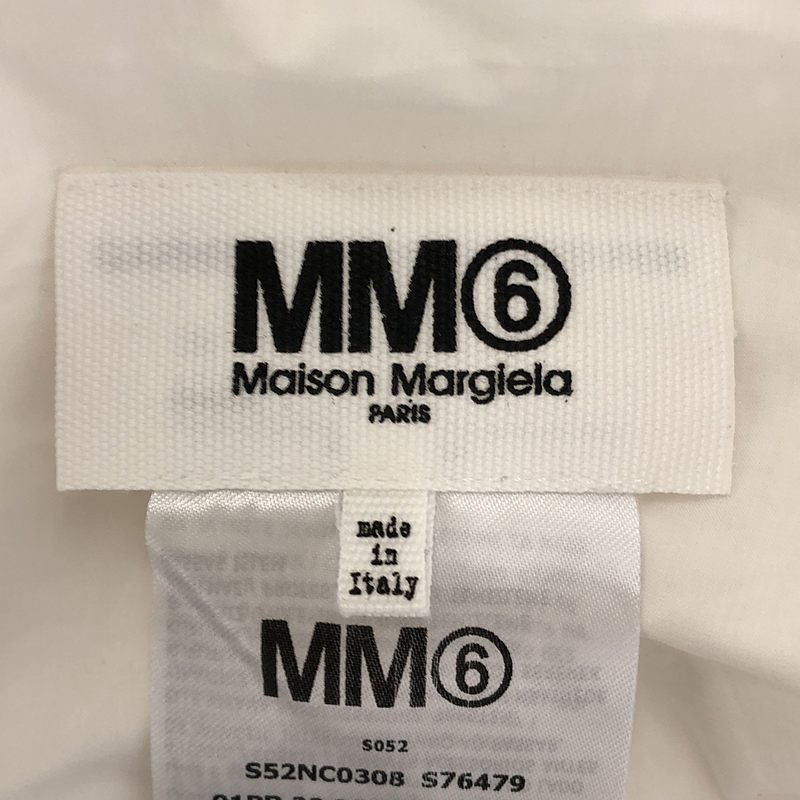 MM⑥
Maison Margiela
PARIS
made
in
Italy
MM⑥
S052
S52NC0308 S76479